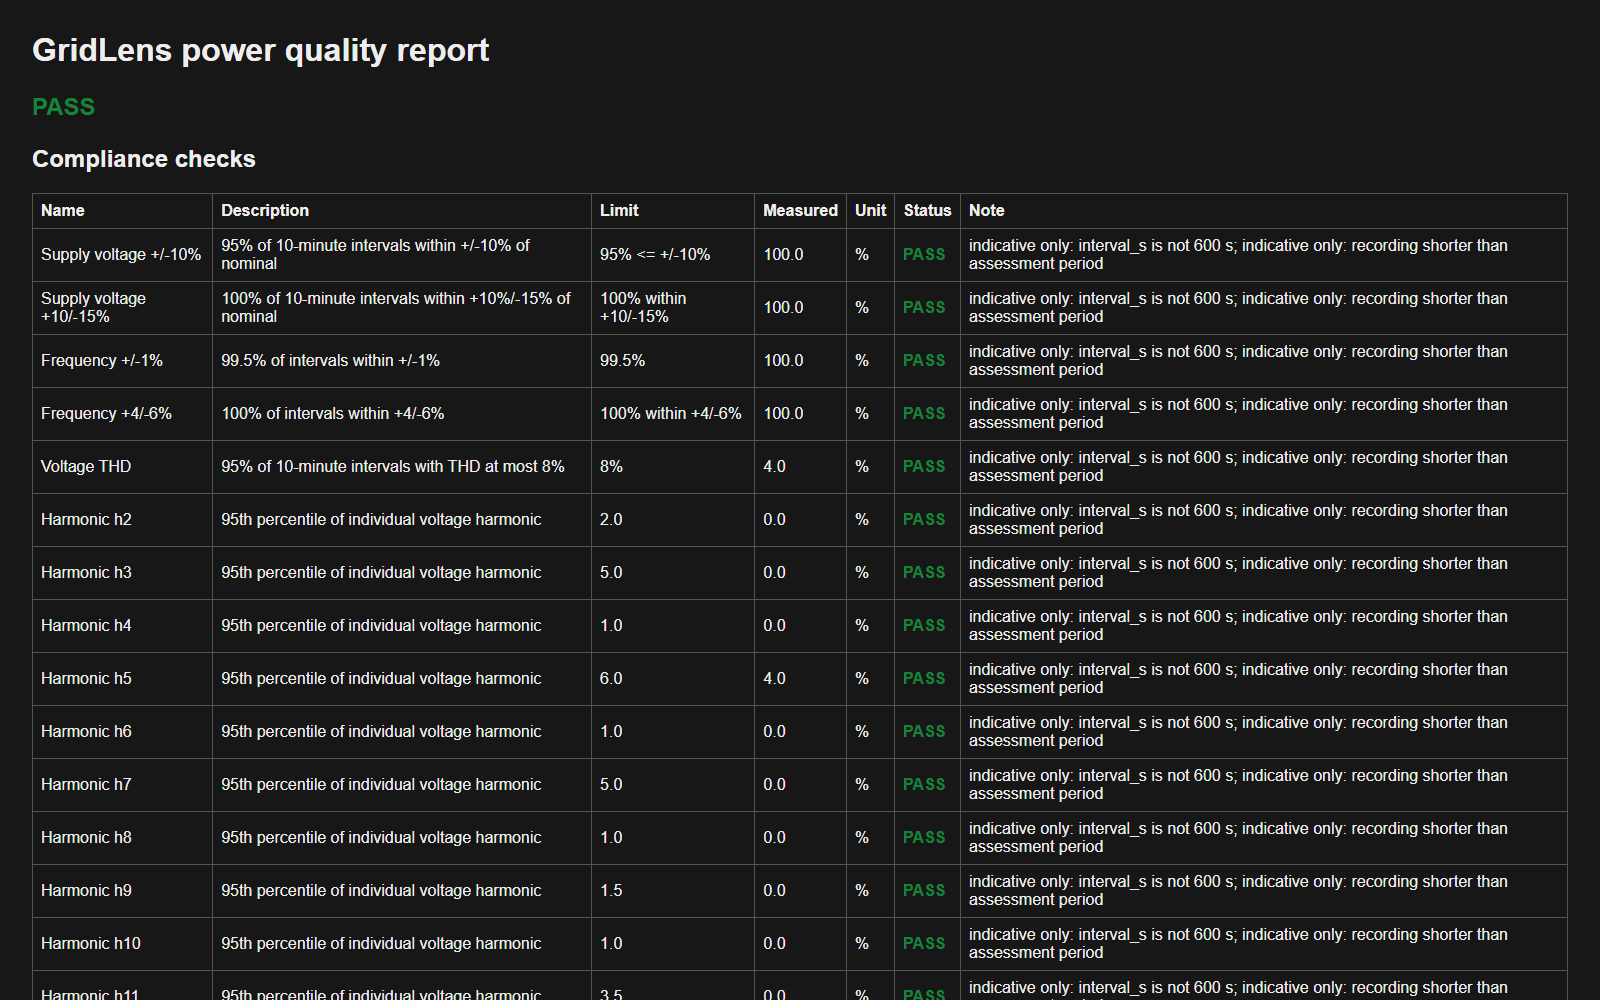 GridLens power quality report
PASS
Compliance checks
Name Description Limit Measured Unit Status Note
Supply voltage +/-10% 95% of 10-minute intervals within +/-10% of nominal 95% <= +/-10% 100.0 % PASS indicative only: interval_s is not 600 s; indicative only: recording shorter than assessment period
Supply voltage +10/-15% 100% of 10-minute intervals within +10%/-15% of nominal 100% within +10/-15% 100.0 % PASS indicative only: interval_s is not 600 s; indicative only: recording shorter than assessment period
Frequency +/-1% 99.5% of intervals within +/-1% 99.5% 100.0 % PASS indicative only: interval_s is not 600 s; indicative only: recording shorter than assessment period
Frequency +4/-6% 100% of intervals within +4/-6% 100% within +4/-6% 100.0 % PASS indicative only: interval_s is not 600 s; indicative only: recording shorter than assessment period
Voltage THD 95% of 10-minute intervals with THD at most 8% 8% 4.0 % PASS indicative only: interval_s is not 600 s; indicative only: recording shorter than assessment period
Harmonic h2 95th percentile of individual voltage harmonic 2.0 0.0 % PASS indicative only: interval_s is not 600 s; indicative only: recording shorter than assessment period
Harmonic h3 95th percentile of individual voltage harmonic 5.0 0.0 % PASS indicative only: interval_s is not 600 s; indicative only: recording shorter than assessment period
Harmonic h4 95th percentile of individual voltage harmonic 1.0 0.0 % PASS indicative only: interval_s is not 600 s; indicative only: recording shorter than assessment period
Harmonic h5 95th percentile of individual voltage harmonic 6.0 4.0 % PASS indicative only: interval_s is not 600 s; indicative only: recording shorter than assessment period
Harmonic h6 95th percentile of individual voltage harmonic 1.0 0.0 % PASS indicative only: interval_s is not 600 s; indicative only: recording shorter than assessment period
Harmonic h7 95th percentile of individual voltage harmonic 5.0 0.0 % PASS indicative only: interval_s is not 600 s; indicative only: recording shorter than assessment period
Harmonic h8 95th percentile of individual voltage harmonic 1.0 0.0 % PASS indicative only: interval_s is not 600 s; indicative only: recording shorter than assessment period
Harmonic h9 95th percentile of individual voltage harmonic 1.5 0.0 % PASS indicative only: interval_s is not 600 s; indicative only: recording shorter than assessment period
Harmonic h10 95th percentile of individual voltage harmonic 1.0 0.0 % PASS indicative only: interval_s is not 600 s; indicative only: recording shorter than assessment period
Harmonic h11 95th percentile of individual voltage harmonic 3.5 0.0 % PASS indicative only: interval_s is not 600 s; indicative only: recording shorter than